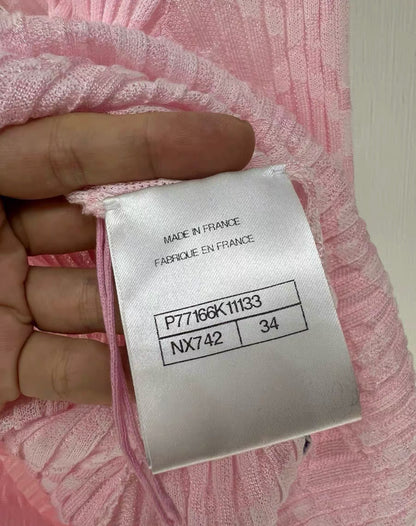 MADE IN FRANCE
FABRIQUE EN FRANCE
P77166K11133
NX742 34